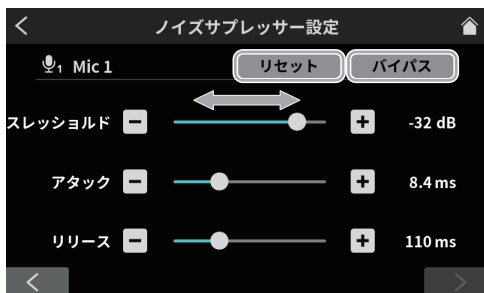 ノイズサプレッサー設定
1 Mic 1
リセット
バイパス
スレッショルド
-32 dB
アタック
8.4 ms
リリース
110 ms